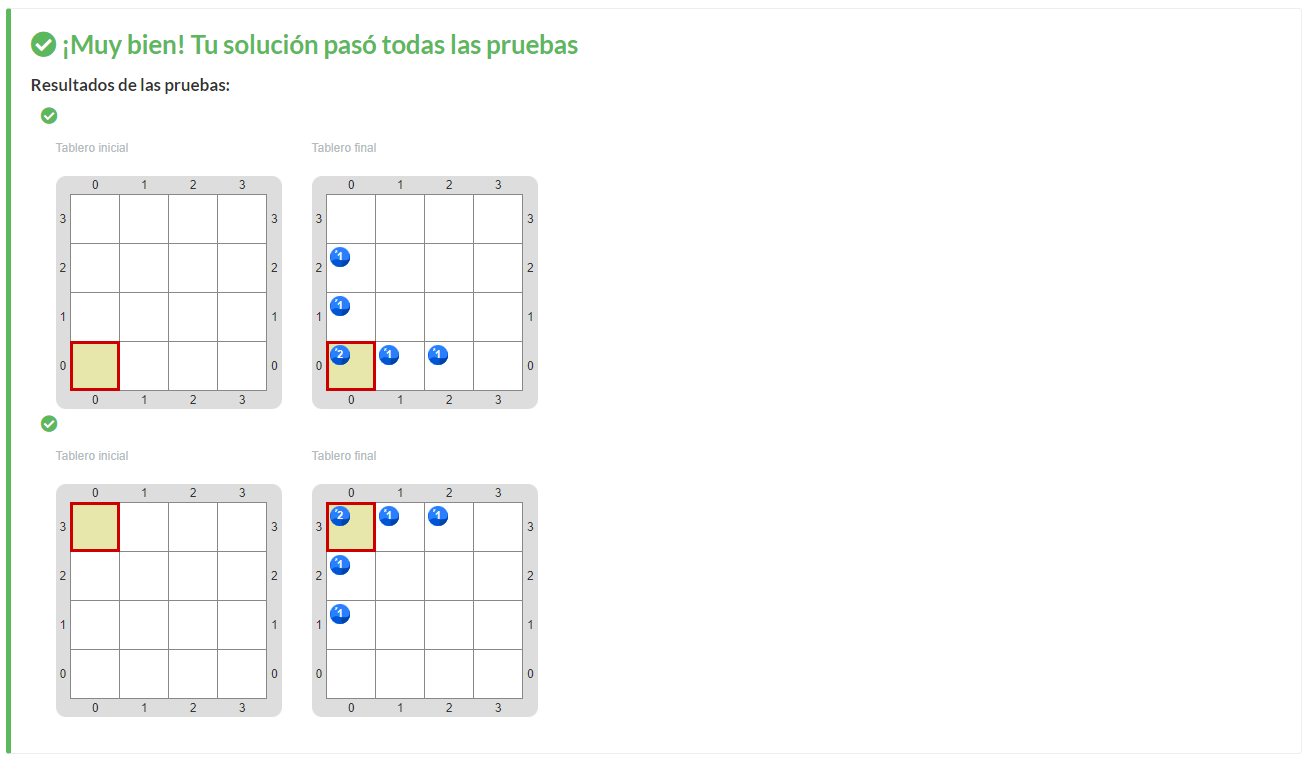 ¡Muy bien! Tu solución pasó todas las pruebas
Resultados de las pruebas:
Tablero inicial Tablero final
0 1 2 3 0 1 2 3
3 3 3 3
2 2 2 1 2
1 1 1 1 1
0 0 0 2 1 1 0
0 1 2 3 0 1 2 3
Tablero inicial Tablero final
0 1 2 3 0 1 2 3
3 3 3 2 1 1 3
2 2 2 1 2
1 1 1 1 1
0 0 0 0
0 1 2 3 0 1 2 3